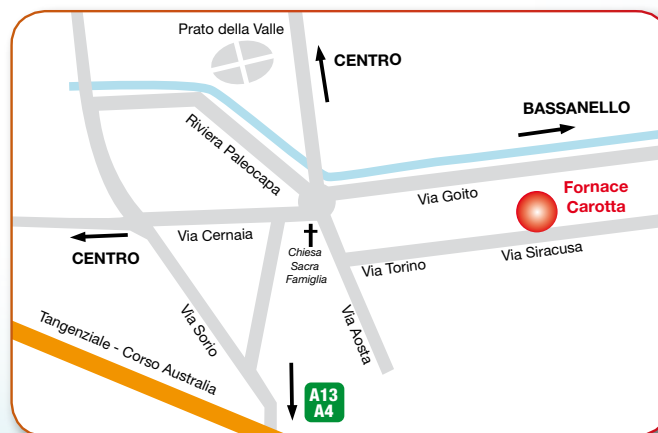 Prato della Valle
CENTRO
BASSANELLO
Riviera Paleocapa
Via Goito
Fornace
Carotta
Via Cernaia
CENTRO
Chiesa
Sacra
Famiglia
Via Torino
Via Siracusa
Via Sorio
Via Aosta
Tangenziale - Corso Australia
A13
A4